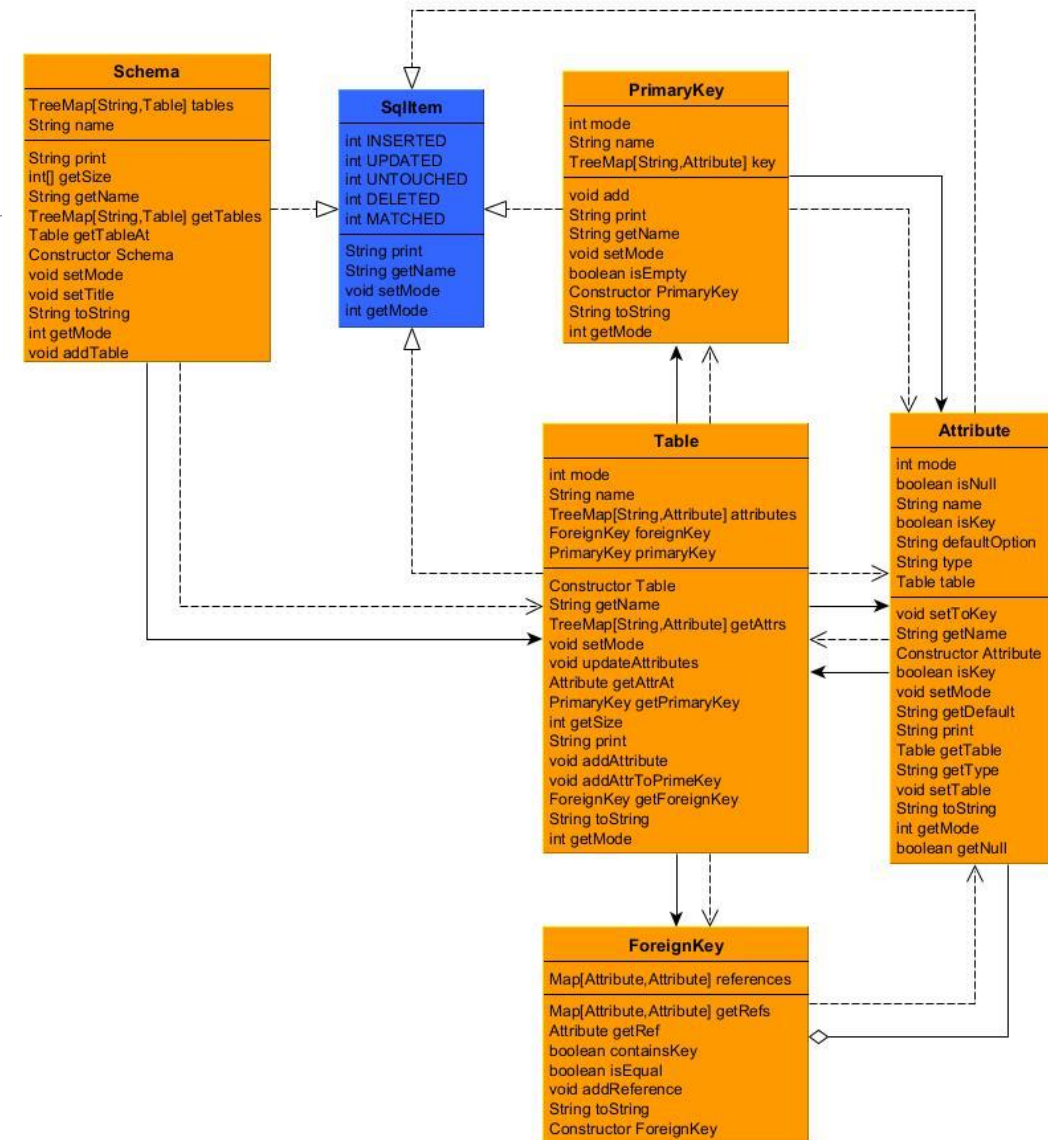 Schema
TreeMap[String,Table] tables
String name
String print
int[] getSize
String getName
TreeMap[String,Table] getTables
Table getTableAt
Constructor Schema
void setMode
void setTitle
String toString
int getMode
void addTable
SqlItem
int INSERTED
int UPDATED
int UNTOUCHED
int DELETED
int MATCHED
String print
String getName
void setMode
int getMode
PrimaryKey
int mode
String name
TreeMap[String,Attribute] key
void add
String print
String getName
void setMode
boolean isEmpty
Constructor PrimaryKey
String toString
int getMode
Table
int mode
String name
TreeMap[String,Attribute] attributes
ForeignKey foreignKey
PrimaryKey primaryKey
Constructor Table
String getName
TreeMap[String,Attribute] getAttrs
void setMode
void updateAttributes
Attribute getAttrAt
PrimaryKey getPrimaryKey
int getSize
String print
void addAttribute
void addAttrToPrimeKey
ForeignKey getForeignKey
String toString
int getMode
Attribute
int mode
boolean isNull
String name
boolean isKey
String defaultOption
String type
Table table
void setToKey
String getName
Constructor Attribute
boolean isKey
void setMode
String getDefault
String print
Table getTable
String getType
void setTable
String toString
int getMode
boolean getNull
ForeignKey
Map[Attribute,Attribute] references
Map[Attribute,Attribute] getRefs
Attribute getRef
boolean containsKey
boolean isEqual
void addReference
String toString
Constructor ForeignKey